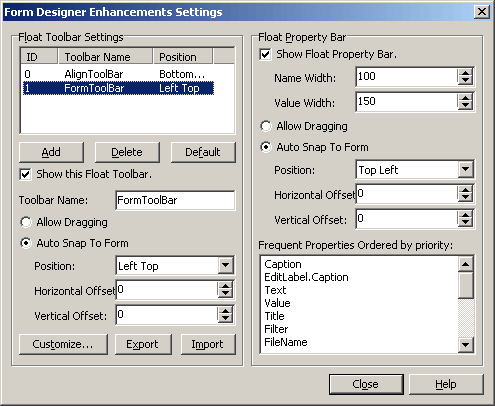 Form Designer Enhancements Settings
Float Toolbar Settings
ID Toolbar Name Position
0 AlignToolBar Bottom...
1 FormToolBar Left Top
Add Delete Default
Show this Float Toolbar.
Toolbar Name: FormToolBar
Allow Dragging
Auto Snap To Form
Position: Left Top
Horizontal Offset 0
Vertical Offset: 0
Customize... Export Import
Float Property Bar
Show Float Property Bar.
Name Width: 100
Value Width: 150
Allow Dragging
Auto Snap To Form
Position: Top Left
Horizontal Offset 0
Vertical Offset: 0
Frequent Properties Ordered by priority:
Caption
EditLabel.Caption
Text
Value
Title
Filter
FileName
Close Help